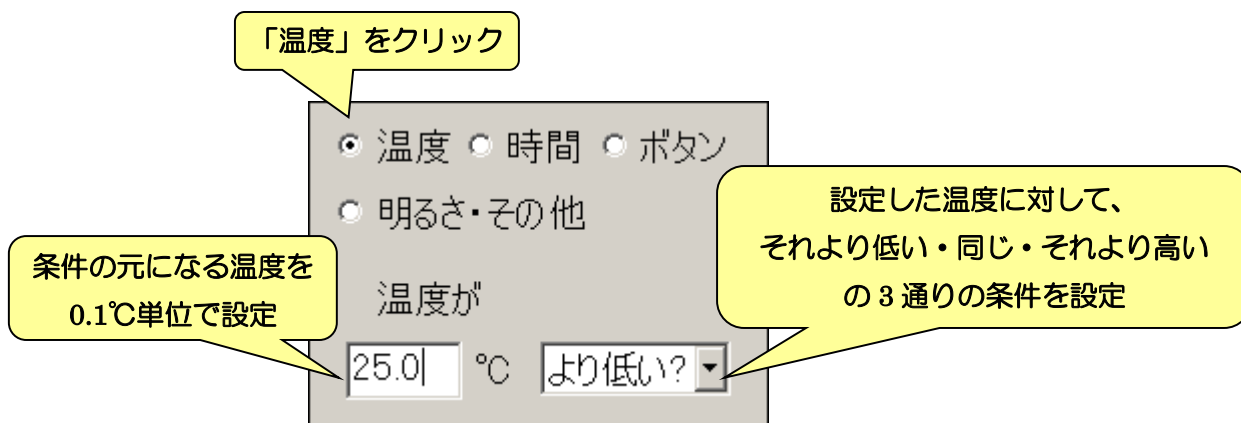 「温度」をクリック
温度 時間 ボタン
明るさ・その他
設定した温度に対して、
それより低い・同じ・それより高い
の3通りの条件を設定
条件の元になる温度を
0.1℃単位で設定
温度が
25.0 ℃ より低い?